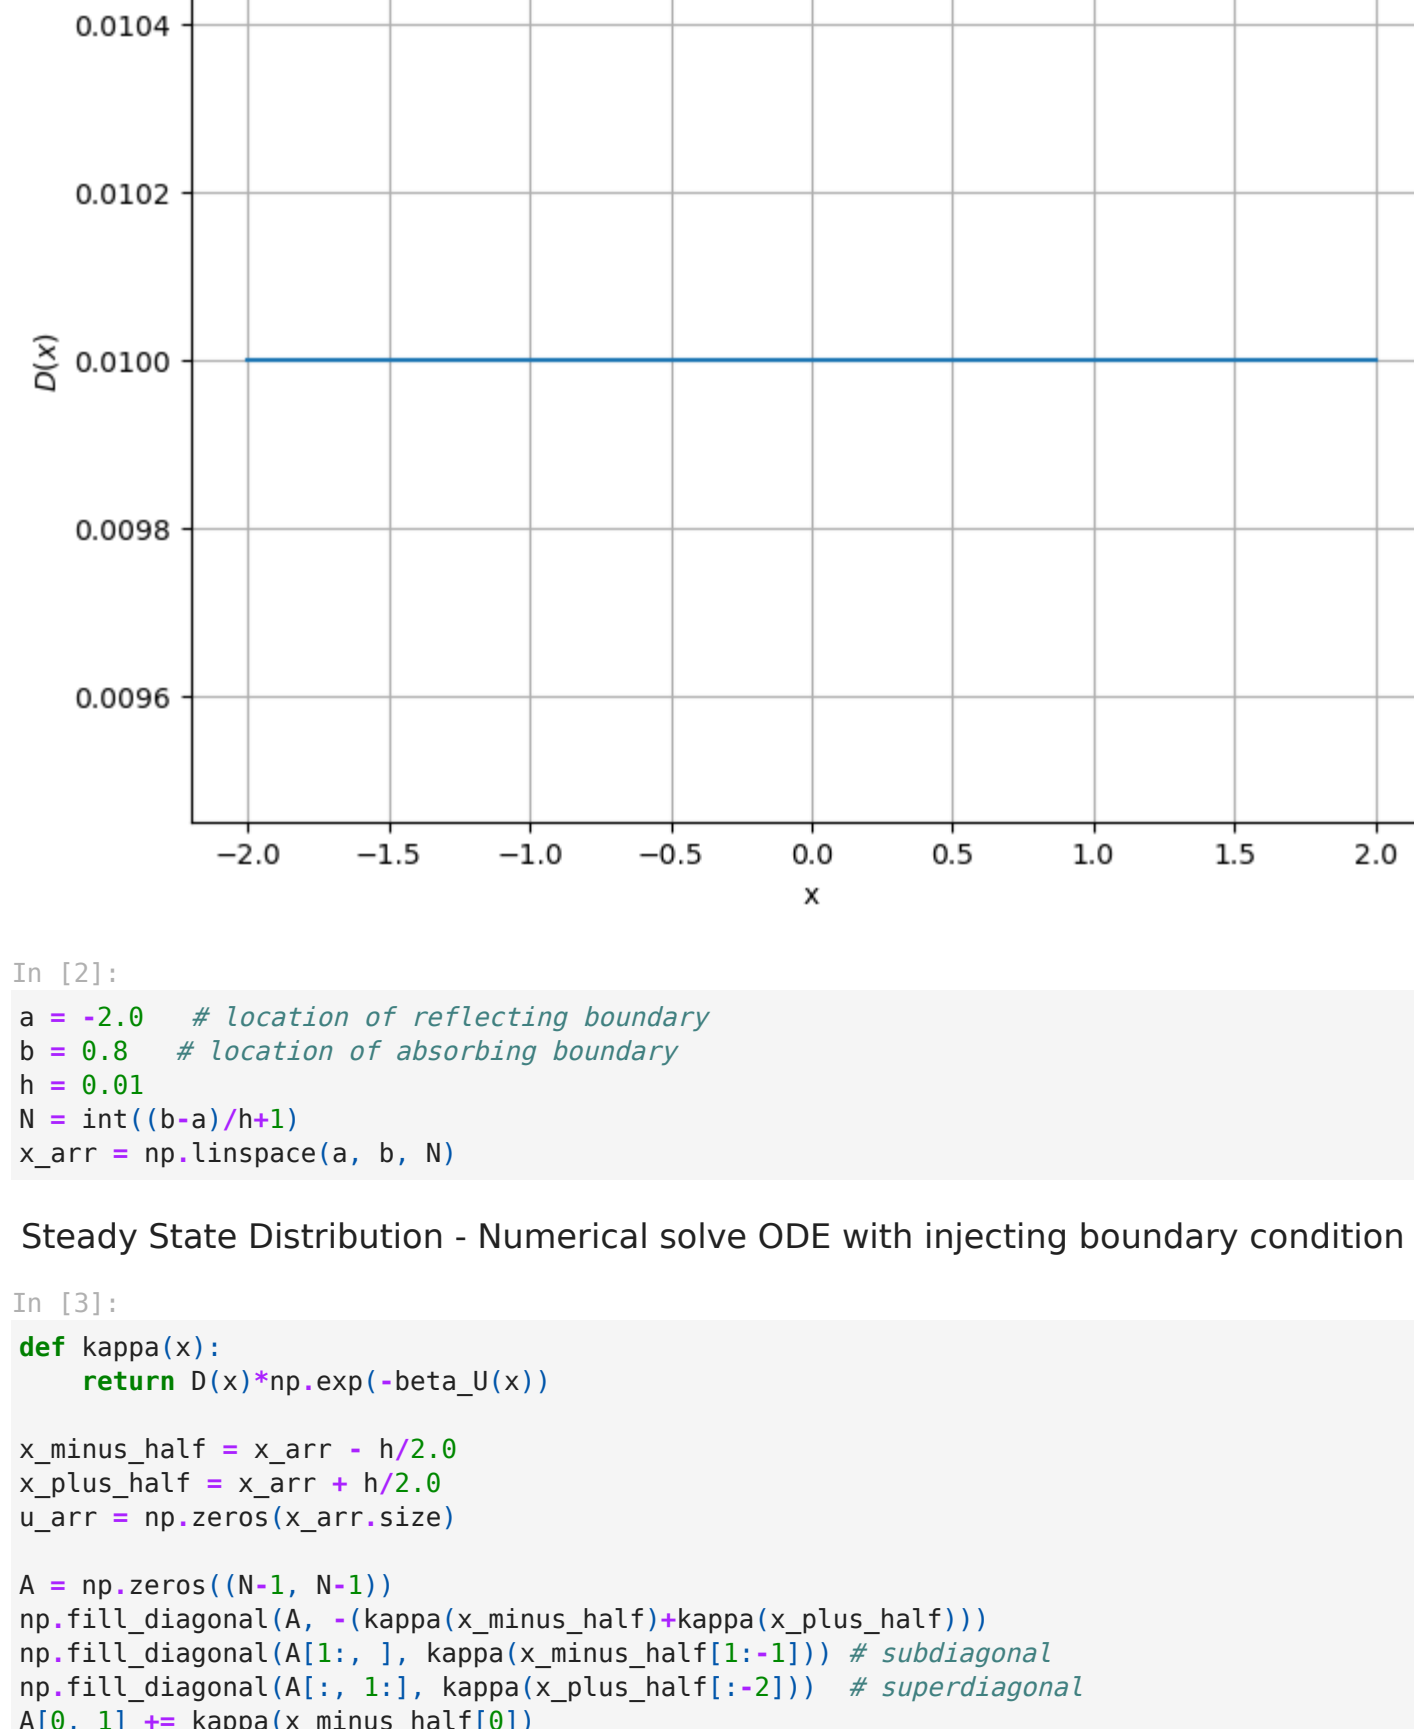 0.0104
0.0102
0.0100
0.0098
0.0096
D(x)
−2.0 −1.5 −1.0 −0.5 0.0 0.5 1.0 1.5 2.0
x
In [2]:
a = -2.0   # location of reflecting boundary
b = 0.8   # location of absorbing boundary
h = 0.01
N = int((b-a)/h+1)
x_arr = np.linspace(a, b, N)
Steady State Distribution - Numerical solve ODE with injecting boundary condition
In [3]:
def kappa(x):
    return D(x)*np.exp(-beta_U(x))
x_minus_half = x_arr - h/2.0
x_plus_half = x_arr + h/2.0
u_arr = np.zeros(x_arr.size)
A = np.zeros((N-1, N-1))
np.fill_diagonal(A, -(kappa(x_minus_half)+kappa(x_plus_half)))
np.fill_diagonal(A[1:, ], kappa(x_minus_half[1:-1])) # subdiagonal
np.fill_diagonal(A[:, 1:], kappa(x_plus_half[:-2]))  # superdiagonal
A[0, 1] += kappa(x_minus_half[0])